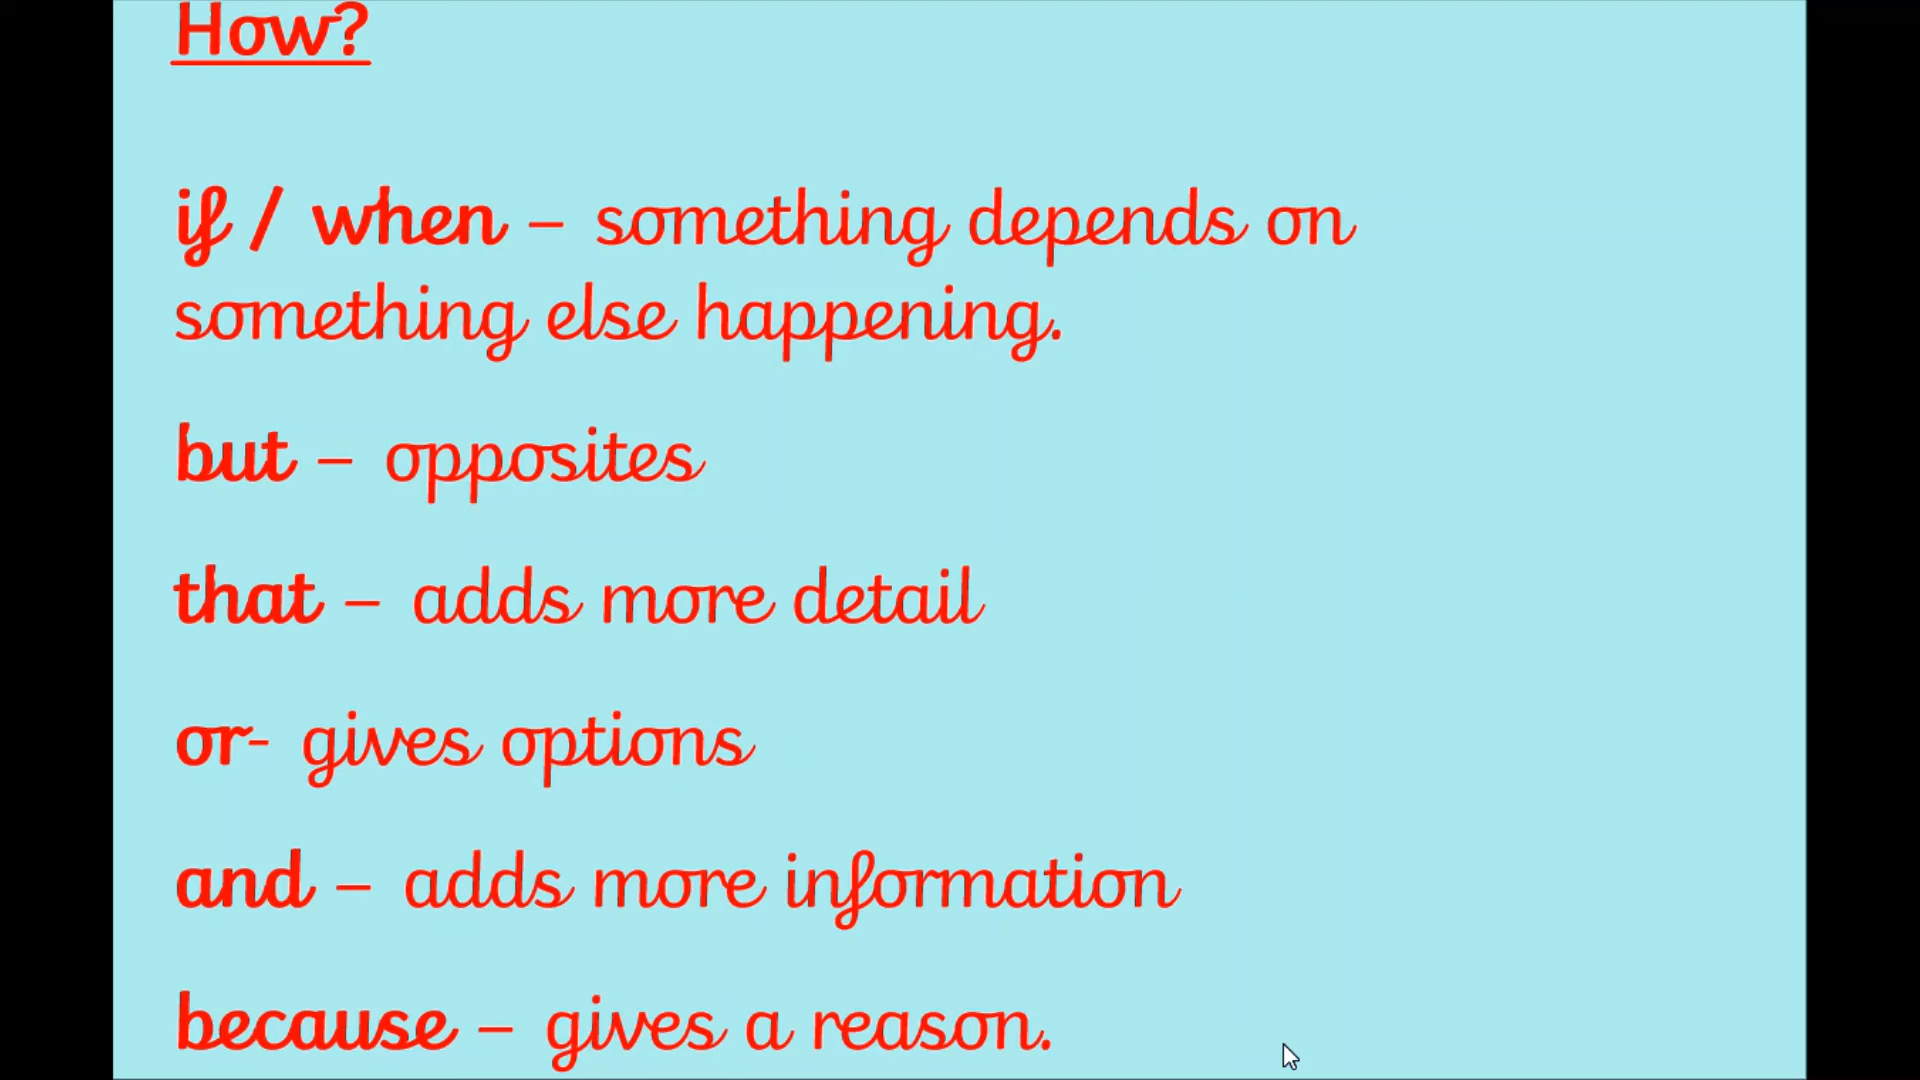 How?
if / when – something depends on
something else happening.
but – opposites
that – adds more detail
or- gives options
and – adds more information
because – gives a reason.